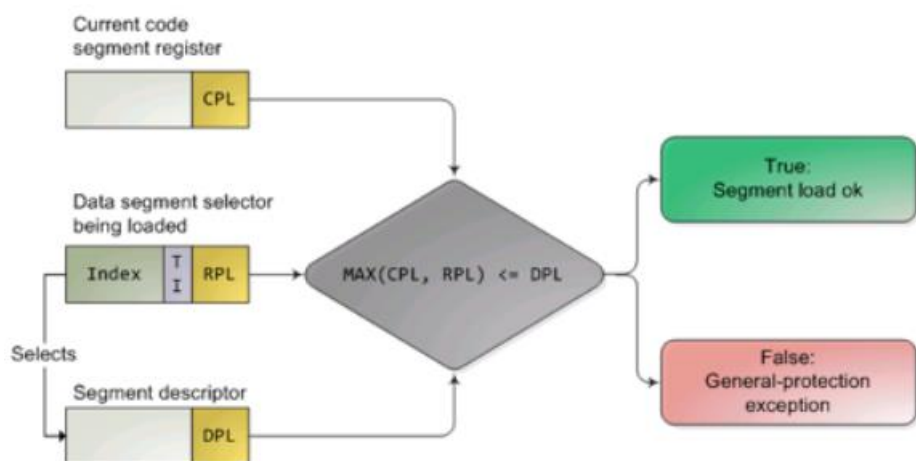 Current code
segment register
CPL
Data segment selector
being loaded
Index
T
I
RPL
Selects
Segment descriptor
DPL
MAX(CPL, RPL) <= DPL
True:
Segment load ok
False:
General-protection
exception